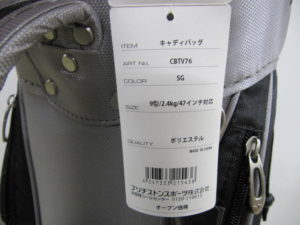 ITEM キャディバッグ
ART No. CBTV76
COLOR SG
SIZE 9型/2.4kg/47インチ対応
QUALITY ポリエステル
MADE IN CHINA
ブリヂストンスポーツ株式会社
オープン価格